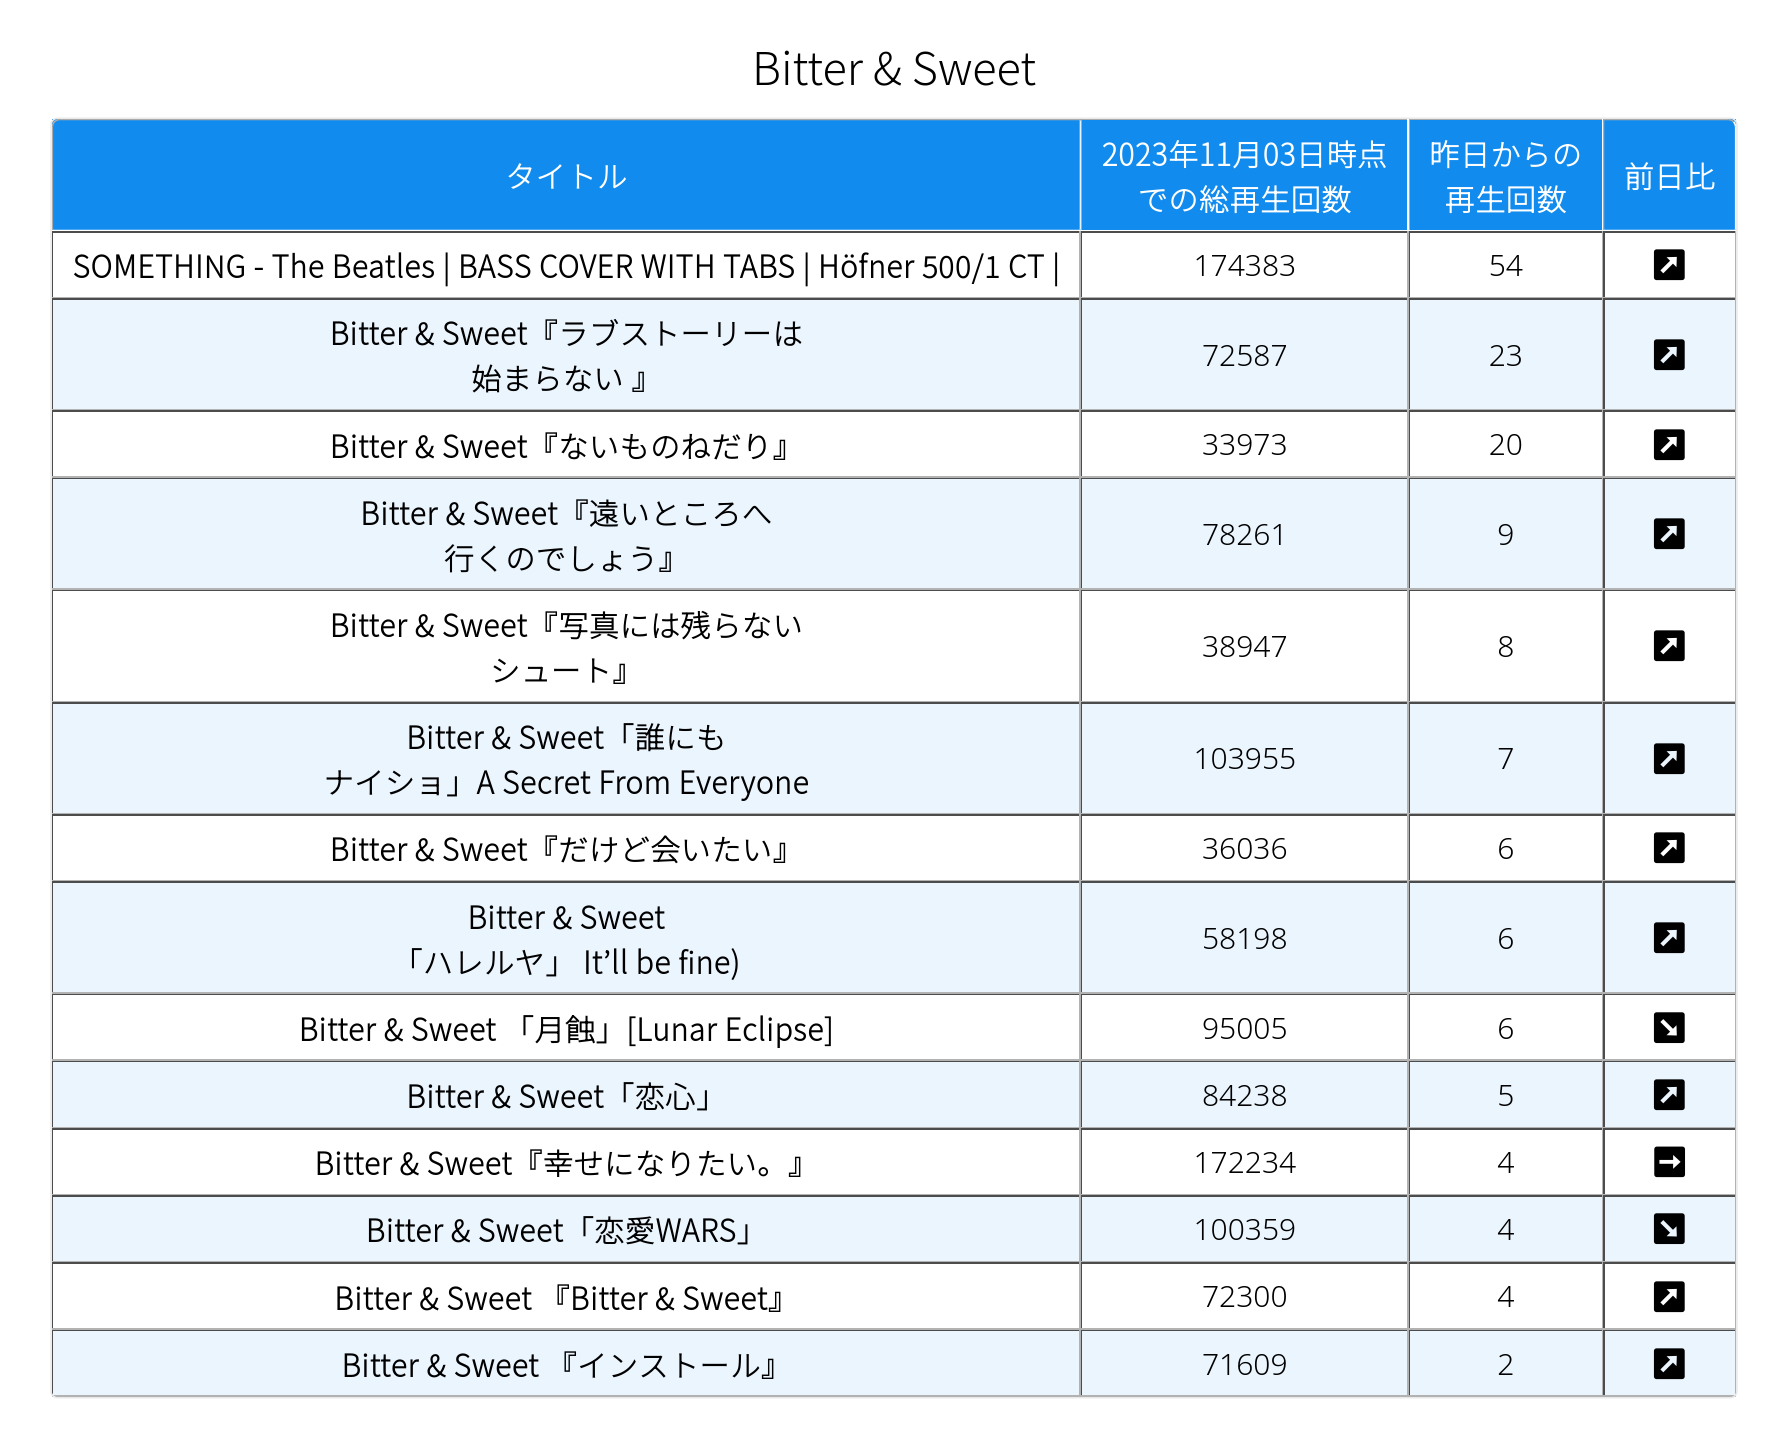 Bitter & Sweet
タイトル
2023年11月03日時点
での総再生回数
昨日からの
再生回数
前日比
SOMETHING - The Beatles | BASS COVER WITH TABS | Höfner 500/1 CT |
174383
54
Bitter & Sweet『ラブストーリーは
始まらない 』
72587
23
Bitter & Sweet『ないものねだり』
33973
20
Bitter & Sweet『遠いところへ
行くのでしょう』
78261
9
Bitter & Sweet『写真には残らない
シュート』
38947
8
Bitter & Sweet「誰にも
ナイショ」A Secret From Everyone
103955
7
Bitter & Sweet『だけど会いたい』
36036
6
Bitter & Sweet
「ハレルヤ」 It’ll be fine)
58198
6
Bitter & Sweet 「月蝕」[Lunar Eclipse]
95005
6
Bitter & Sweet「恋心」
84238
5
Bitter & Sweet『幸せになりたい。』
172234
4
Bitter & Sweet「恋愛WARS」
100359
4
Bitter & Sweet 『Bitter & Sweet』
72300
4
Bitter & Sweet 『インストール』
71609
2